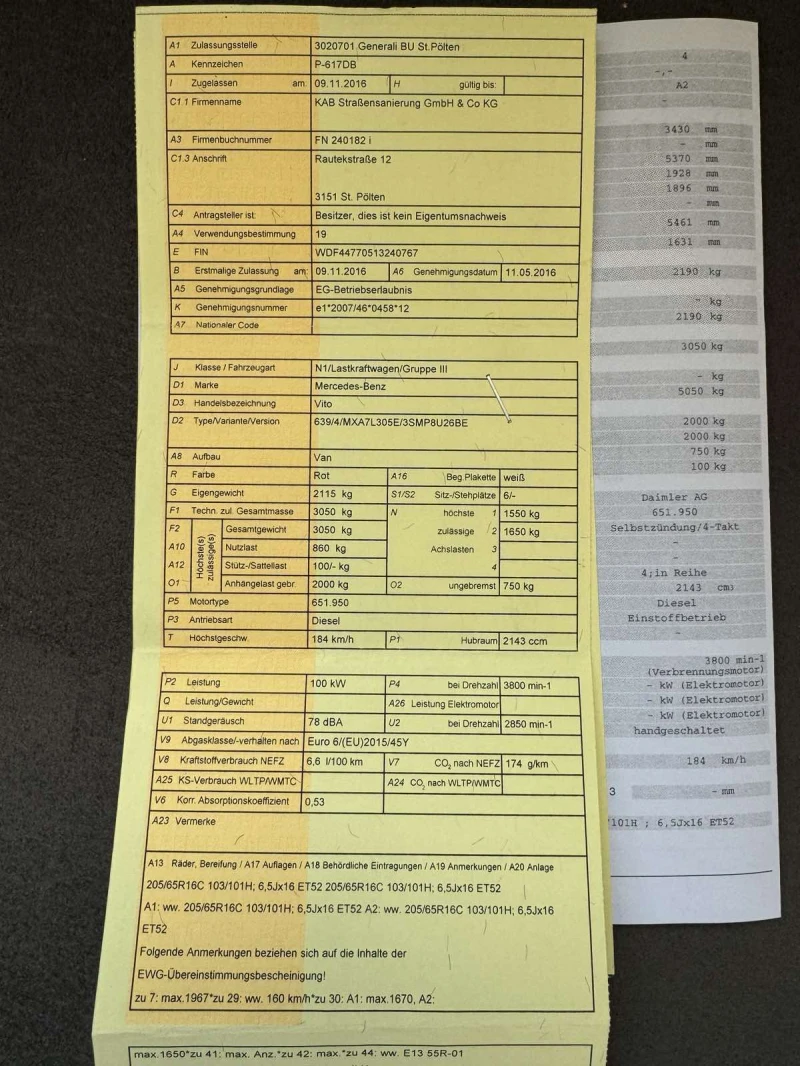 A1 Zulassungsstelle 3020701 Generali BU St.Pölten
A Kennzeichen P-617DB
I Zugelassen am: 09.11.2016 H gültig bis:
C1.1 Firmenname KAB Straßensanierung GmbH & Co KG
A3 Firmenbuchnummer FN 240182 i
C1.3 Anschrift Rautekstraße 12
3151 St. Pölten
C4 Antragsteller ist: Besitzer, dies ist kein Eigentumsnachweis
A4 Verwendungsbestimmung 19
E FIN WDF44770513240767
B Erstmalige Zulassung am: 09.11.2016 A6 Genehmigungsdatum 11.05.2016
A5 Genehmigungsgrundlage EG-Betriebserlaubnis
K Genehmigungsnummer e1*2007/46*0458*12
A7 Nationaler Code
J Klasse / Fahrzeugart N1/Lastkraftwagen/Gruppe III
D1 Marke Mercedes-Benz
D3 Handelsbezeichnung Vito
D2 Type/Variante/Version 639/4/MXA7L305E/3SMP8U26BE
A8 Aufbau Van
R Farbe Rot A16 Beg.Plakette weiß
G Eigengewicht 2115 kg S1/S2 Sitz-/Stehplätze 6/-
F1 Techn. zul. Gesamtmasse 3050 kg N höchste 1 1550 kg
F2 Höchste(s) zulässige(s) Gesamtgewicht 3050 kg zulässige 2 1650 kg
A10 Nutzlast 860 kg Achslasten 3
A12 Stütz-/Sattellast 100/- kg 4
O1 Anhängelast gebr. 2000 kg O2 ungebremst 750 kg
P5 Motortype 651.950
P3 Antriebsart Diesel
T Höchstgeschw. 184 km/h P1 Hubraum 2143 ccm
P2 Leistung 100 kW P4 bei Drehzahl 3800 min-1
Q Leistung/Gewicht A26 Leistung Elektromotor
U1 Standgeräusch 78 dBA U2 bei Drehzahl 2850 min-1
V9 Abgasklasse/-verhalten nach Euro 6/(EU)2015/45Y
V8 Kraftstoffverbrauch NEFZ 6,6 l/100 km V7 CO2 nach NEFZ 174 g/km
A25 KS-Verbrauch WLTP/WMTC A24 CO2 nach WLTP/WMTC
V6 Korr. Absorptionskoeffizient 0,53
A23 Vermerke
A13 Räder, Bereifung / A17 Auflagen / A18 Behördliche Eintragungen / A19 Anmerkungen / A20 Anlage
205/65R16C 103/101H; 6,5Jx16 ET52 205/65R16C 103/101H; 6,5Jx16 ET52
A1: ww. 205/65R16C 103/101H; 6,5Jx16 ET52 A2: ww. 205/65R16C 103/101H; 6,5Jx16
ET52
Folgende Anmerkungen beziehen sich auf die Inhalte der
EWG-Übereinstimmungsbescheinigung!
zu 7: max.1967*zu 29: ww. 160 km/h*zu 30: A1: max.1670, A2:
max.1650*zu 41: max. Anz.*zu 42: max.*zu 44: ww. E13 55R-01
4
-,-
A2
-
3430 mm
- mm
5370 mm
1928 mm
1896 mm
- mm
5461 mm
1631 mm
2190 kg
- kg
2190 kg
3050 kg
- kg
5050 kg
2000 kg
2000 kg
750 kg
100 kg
Daimler AG
651.950
Selbstzündung/4-Takt
-
-
4;in Reihe
2143 cm3
Diesel
Einstoffbetrieb
-
3800 min-1
(Verbrennungsmotor)
- kW (Elektromotor)
- kW (Elektromotor)
- kW (Elektromotor)
handgeschaltet
184 km/h
3 - mm
101H ; 6,5Jx16 ET52